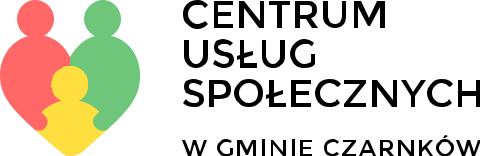 CENTRUM
USŁUG
SPOŁECZNYCH
W GMINIE CZARNKÓW